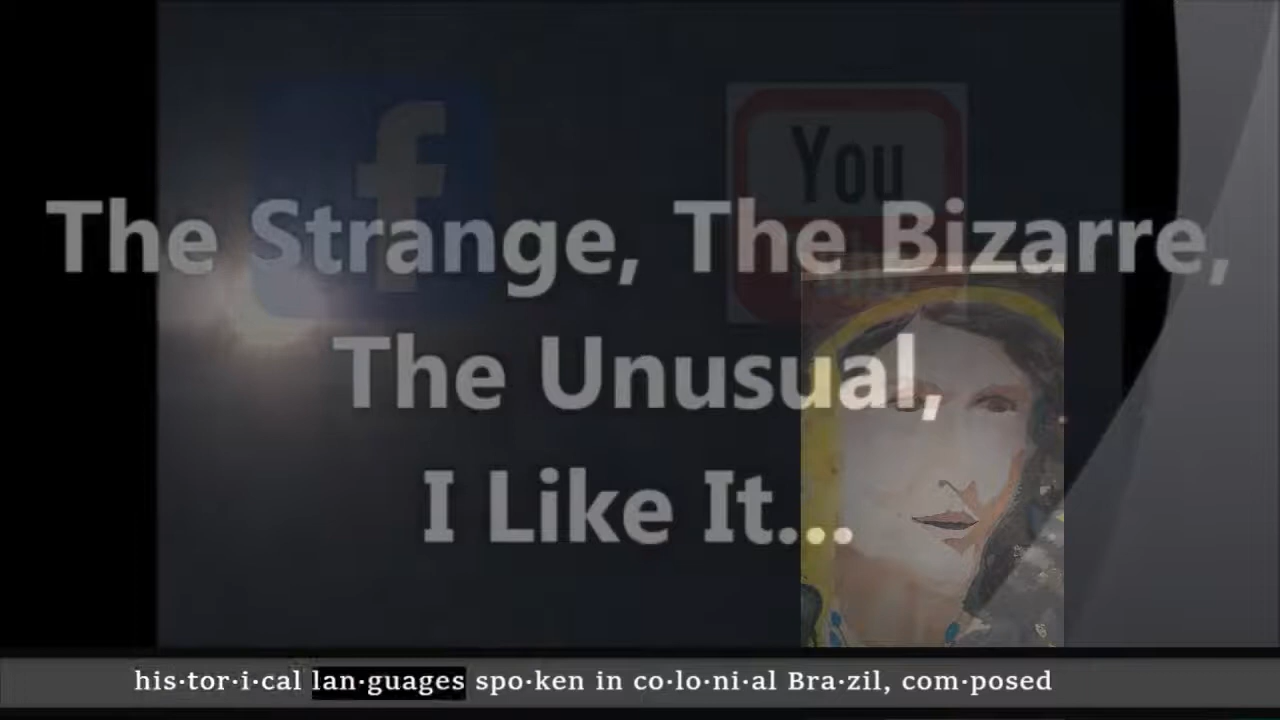 f
You
The Strange, The Bizarre,
The Unusual,
I Like It...
his·tor·i·cal lan·guages spo·ken in co·lo·ni·al Bra·zil, com·posed